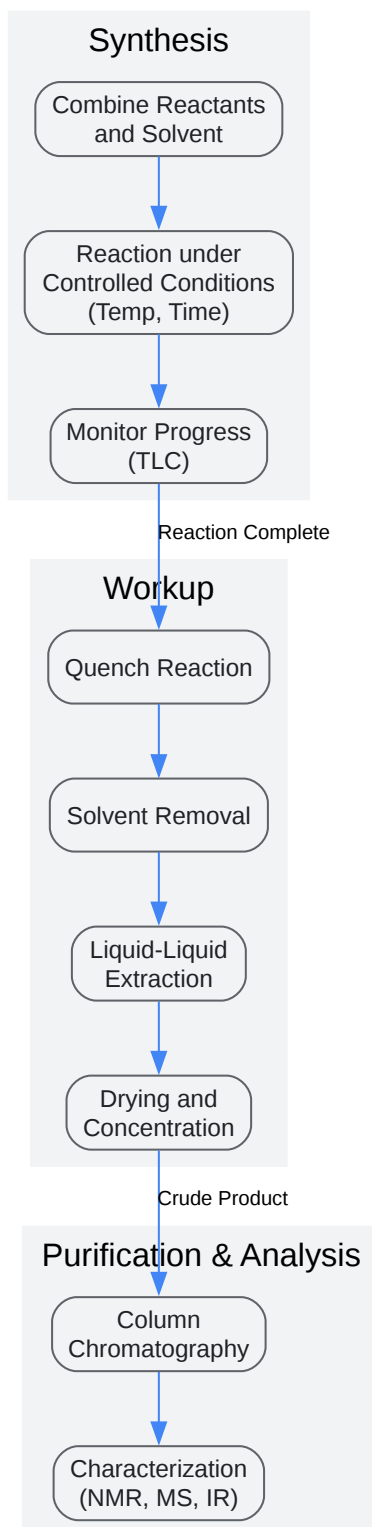 Synthesis
Combine Reactants
and Solvent
Reaction under
Controlled Conditions
(Temp, Time)
Monitor Progress
(TLC)
Reaction Complete
Workup
Quench Reaction
Solvent Removal
Liquid-Liquid
Extraction
Drying and
Concentration
Crude Product
Purification & Analysis
Column
Chromatography
Characterization
(NMR, MS, IR)